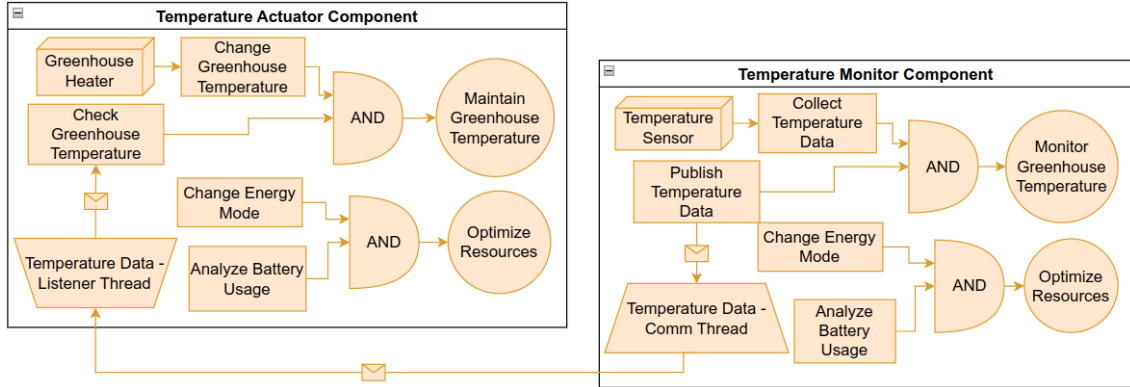 Temperature Actuator Component
Greenhouse
Heater
Change
Greenhouse
Temperature
Check
Greenhouse
Temperature
AND
Maintain
Greenhouse
Temperature
Change Energy
Mode
Analyze Battery
Usage
AND
Optimize
Resources
Temperature Data -
Listener Thread
Temperature Monitor Component
Temperature
Sensor
Collect
Temperature
Data
Publish
Temperature
Data
AND
Monitor
Greenhouse
Temperature
Change Energy
Mode
Analyze
Battery
Usage
AND
Optimize
Resources
Temperature Data -
Comm Thread